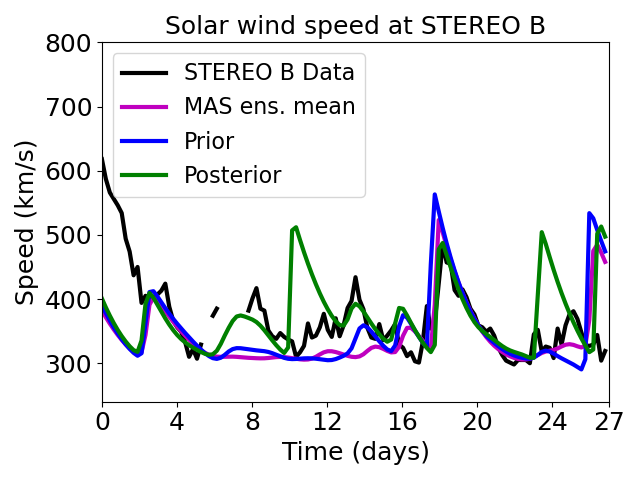 Solar wind speed at STEREO B
800
700
600
500
400
300
Speed (km/s)
STEREO B Data
MAS ens. mean
Prior
Posterior
0 4 8 12 16 20 24 27
Time (days)